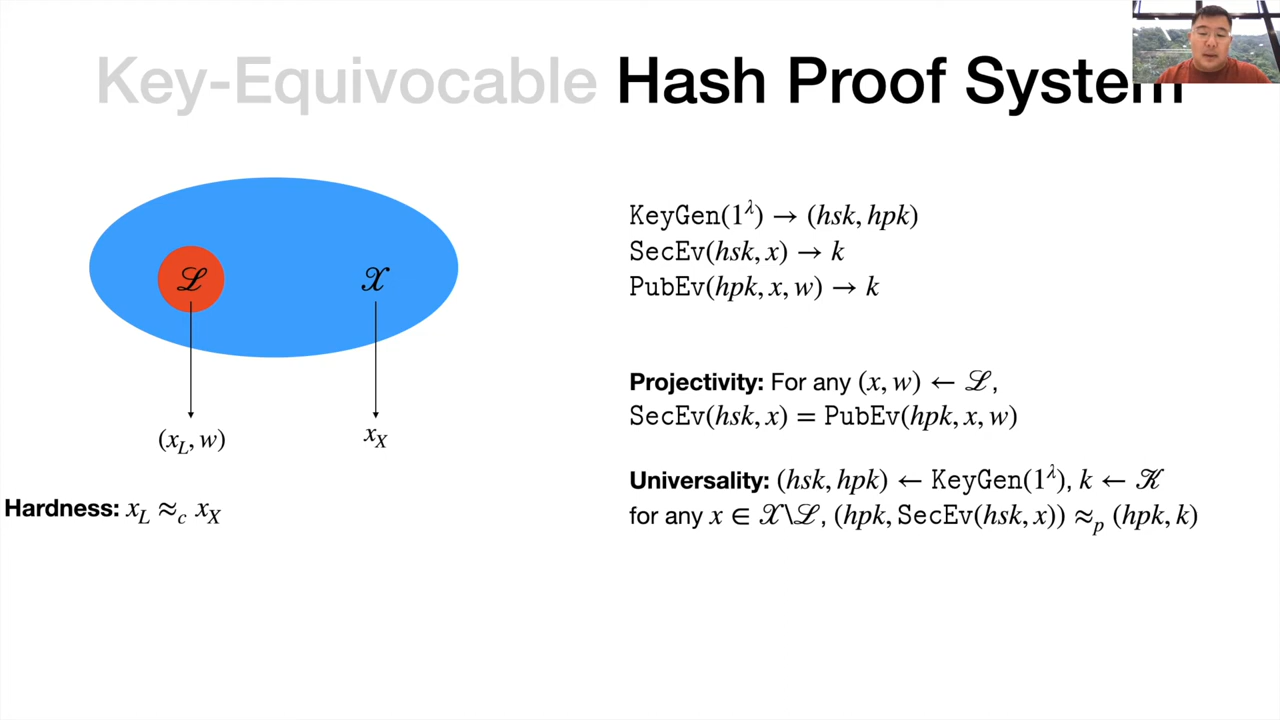 Key-Equivocable Hash Proof System
ℒ
𝒳
(x_L, w)
x_X
Hardness: x_L ≈_c x_X
KeyGen(1^λ) → (hsk, hpk)
SecEv(hsk, x) → k
PubEv(hpk, x, w) → k
Projectivity: For any (x, w) ← ℒ,
SecEv(hsk, x) = PubEv(hpk, x, w)
Universality: (hsk, hpk) ← KeyGen(1^λ), k ← 𝒦
for any x ∈ 𝒳\ℒ, (hpk, SecEv(hsk, x)) ≈_p (hpk, k)